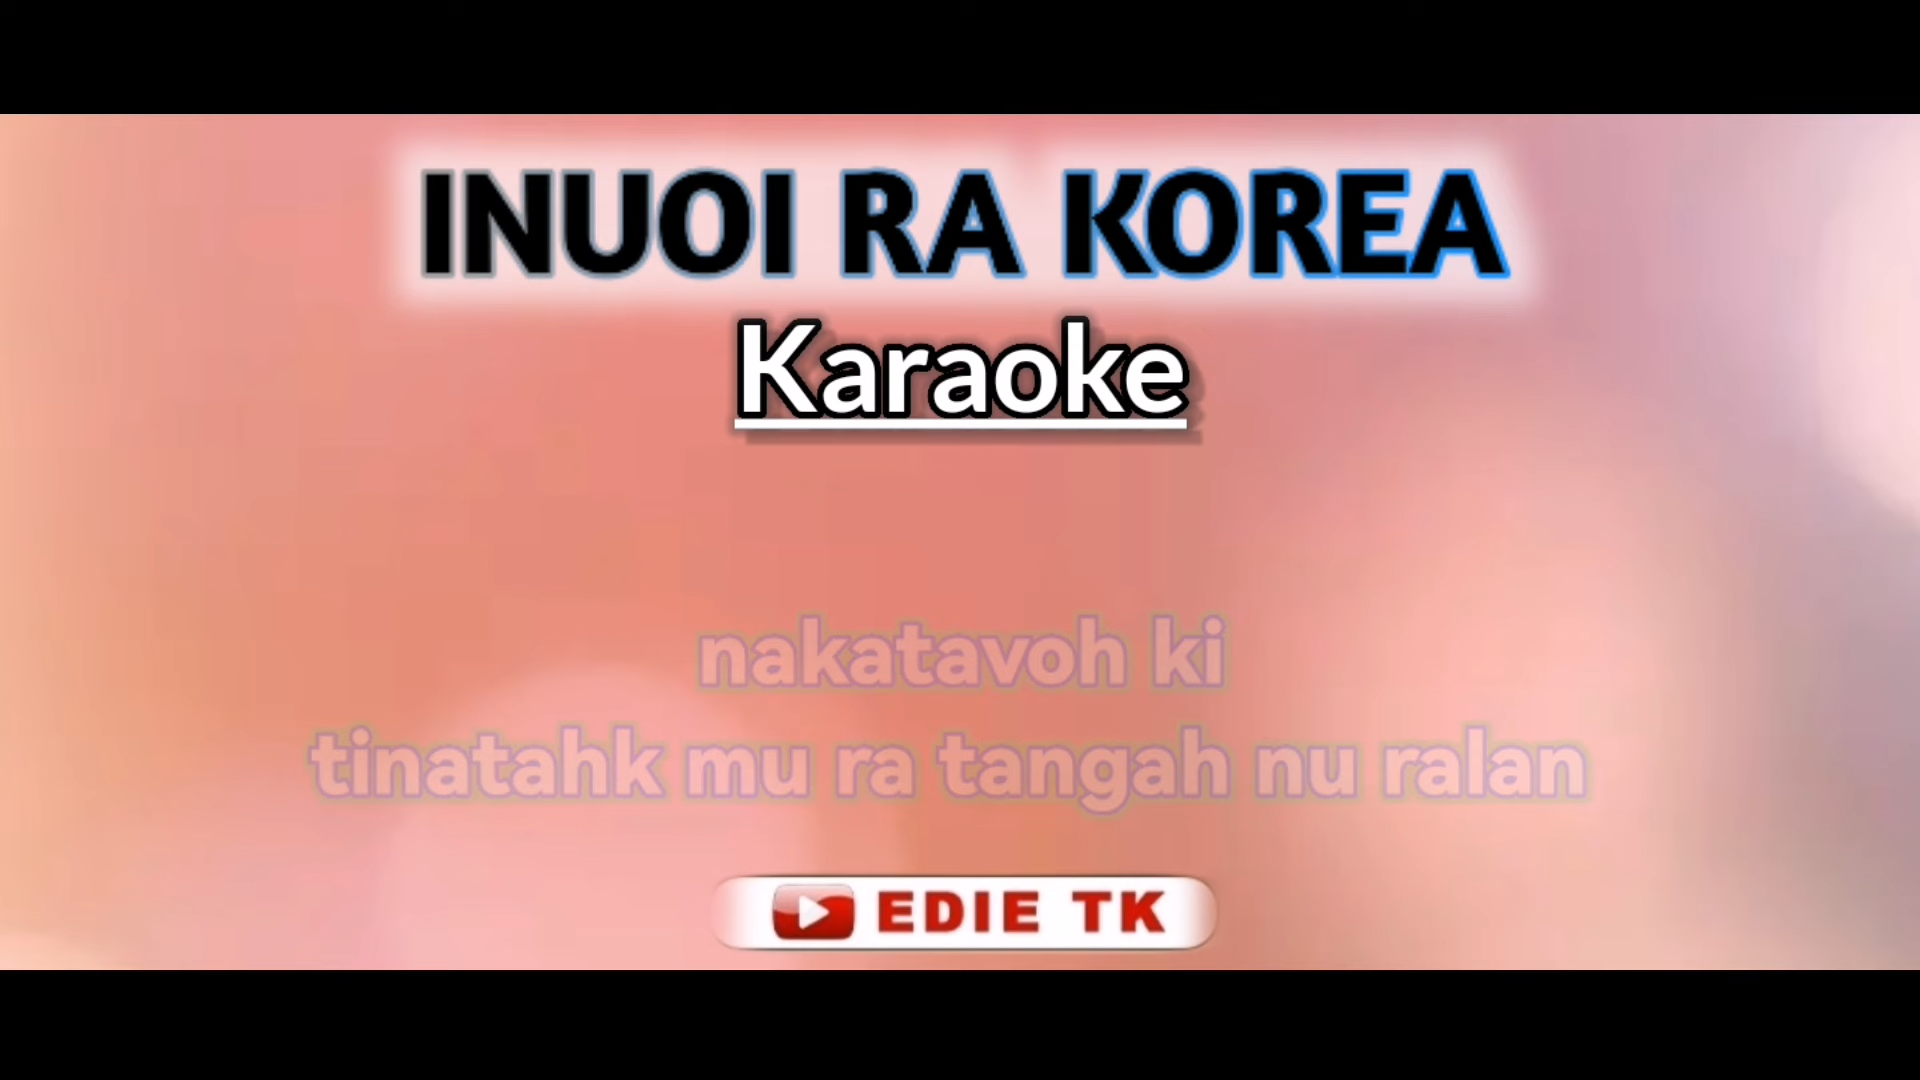 INUOI RA KOREA
Karaoke
nakatavoh ki
tinatahk mu ra tangah nu ralan
EDIE TK